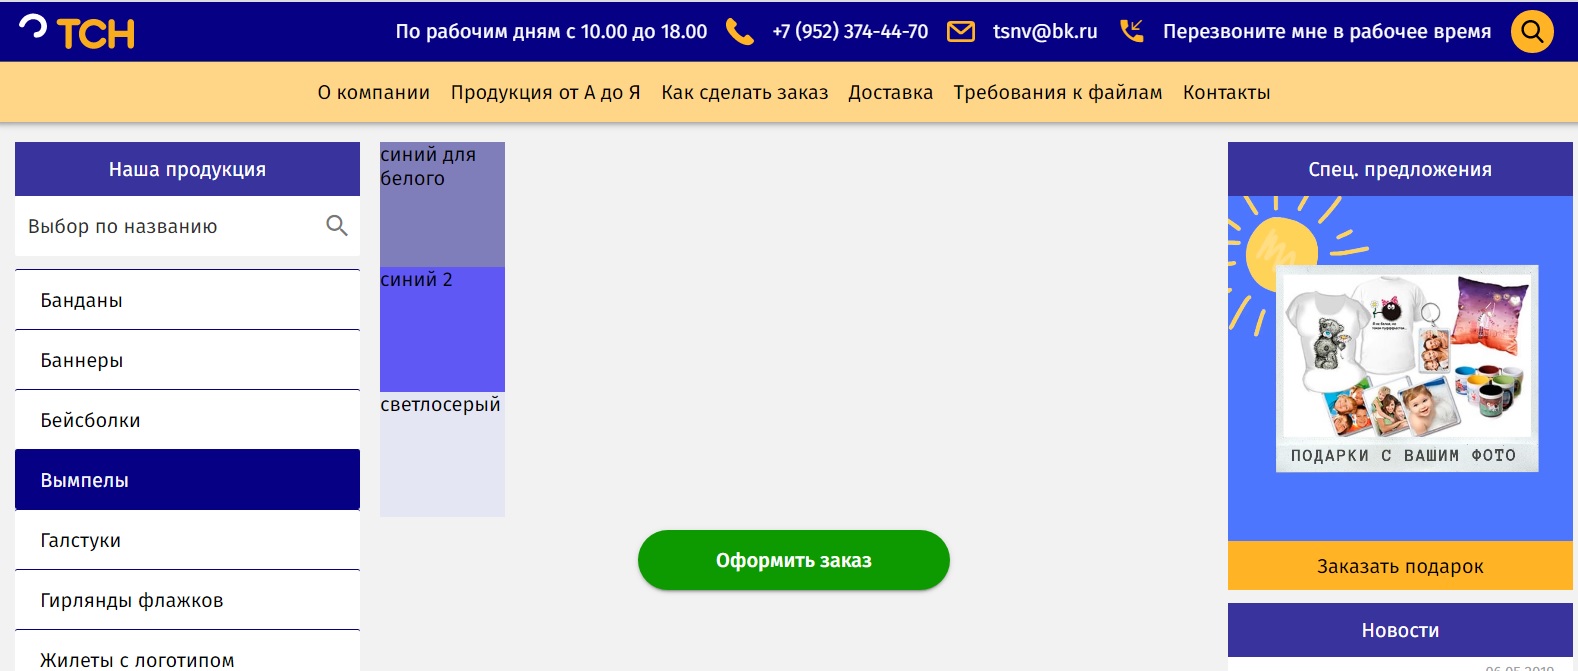 ТСН
По рабочим дням с 10.00 до 18.00 +7 (952) 374-44-70 tsnv@bk.ru Перезвоните мне в рабочее время
О компании Продукция от А до Я Как сделать заказ Доставка Требования к файлам Контакты
Наша продукция
Выбор по названию
Банданы
Баннеры
Бейсболки
Вымпелы
Галстуки
Гирлянды флажков
Жилеты с логотипом
синий для
белого
синий 2
светлосерый
Оформить заказ
Спец. предложения
ПОДАРКИ С ВАШИМ ФОТО
Заказать подарок
Новости